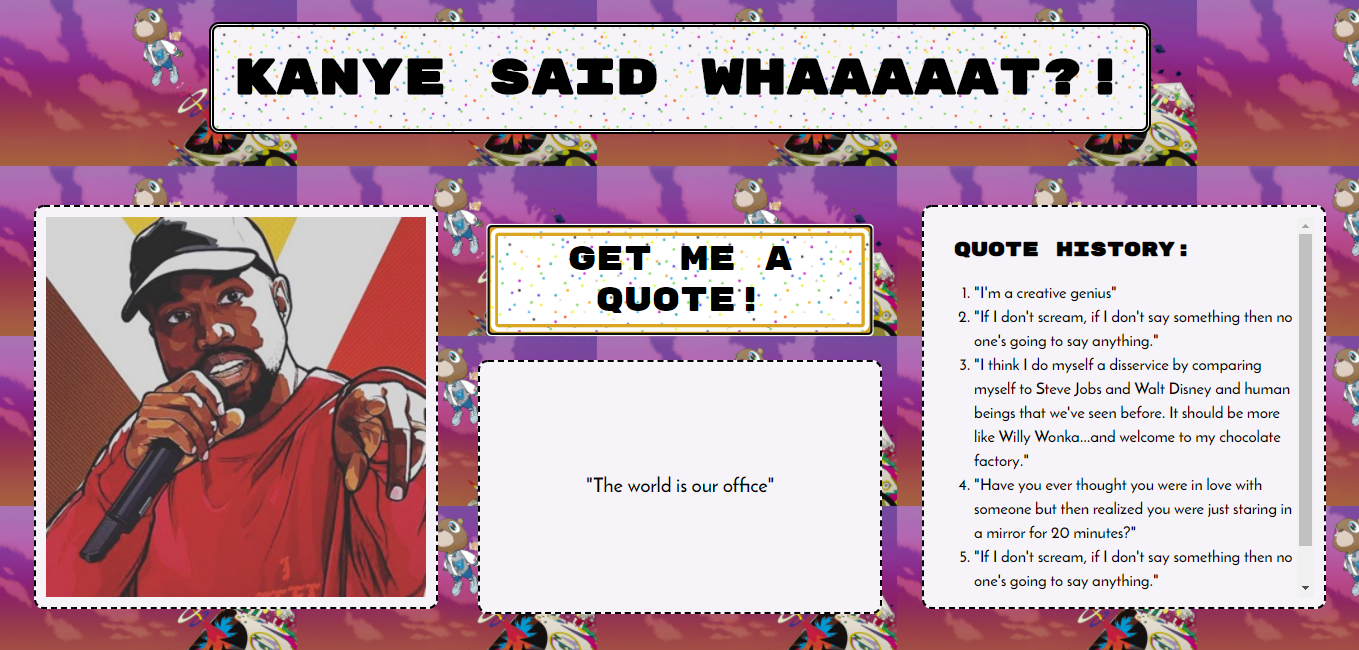 KANYE SAID WHAAAAAT?!
GET ME A
QUOTE!
"The world is our office"
QUOTE HISTORY:
1. "I'm a creative genius"
2. "If I don't scream, if I don't say something then no
one's going to say anything."
3. "I think I do myself a disservice by comparing
myself to Steve Jobs and Walt Disney and human
beings that we've seen before. It should be more
like Willy Wonka...and welcome to my chocolate
factory."
4. "Have you ever thought you were in love with
someone but then realized you were just staring in
a mirror for 20 minutes?"
5. "If I don't scream, if I don't say something then no
one's going to say anything."